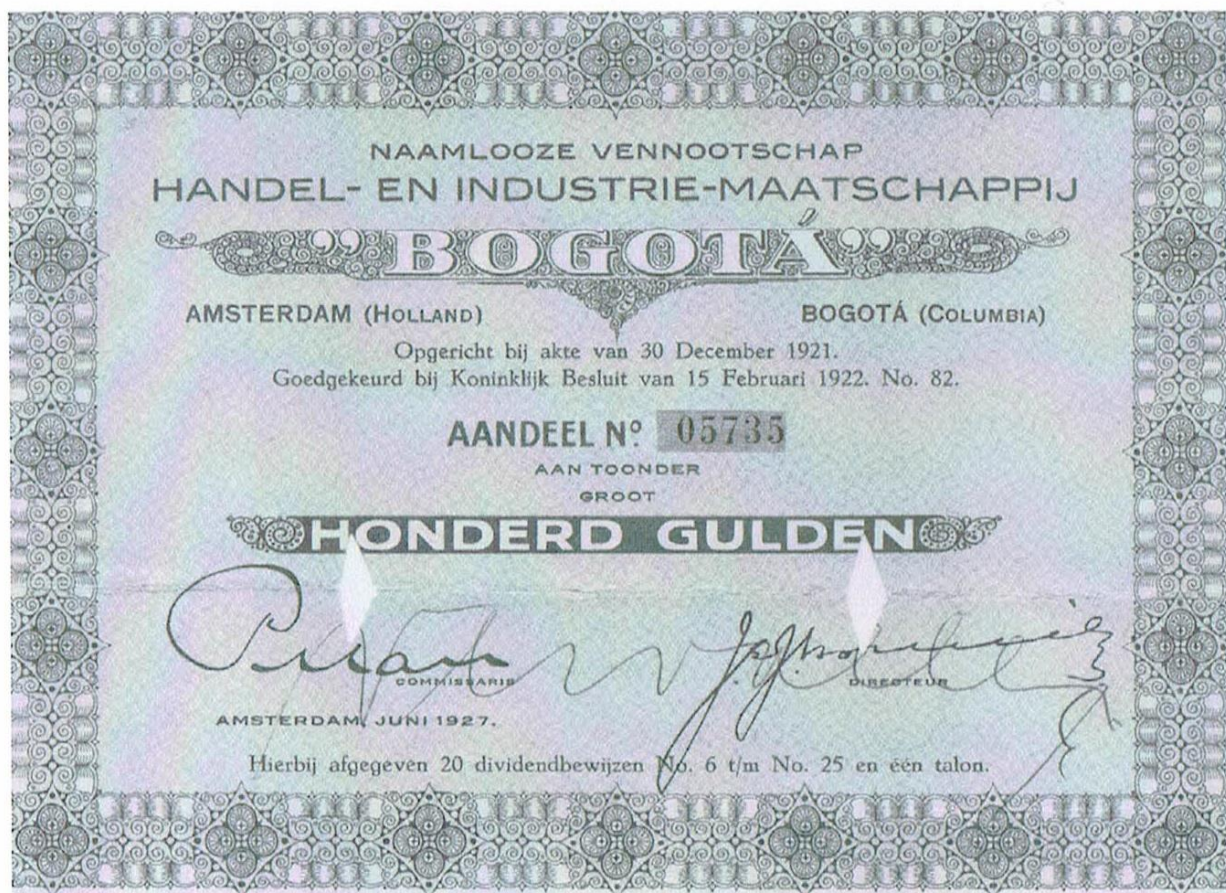 NAAMLOOZE VENNOOTSCHAP
HANDEL- EN INDUSTRIE-MAATSCHAPPIJ
"BOGOTÁ"
AMSTERDAM (HOLLAND) BOGOTÁ (COLUMBIA)
Opgericht bij akte van 30 December 1921.
Goedgekeurd bij Koninklijk Besluit van 15 Februari 1922. No. 82.
AANDEEL Nº. 05735
AAN TOONDER
GROOT
HONDERD GULDEN
COMMISSARIS DIRECTEUR
AMSTERDAM, JUNI 1927.
Hierbij afgegeven 20 dividendbewijzen No. 6 t/m No. 25 en één talon.